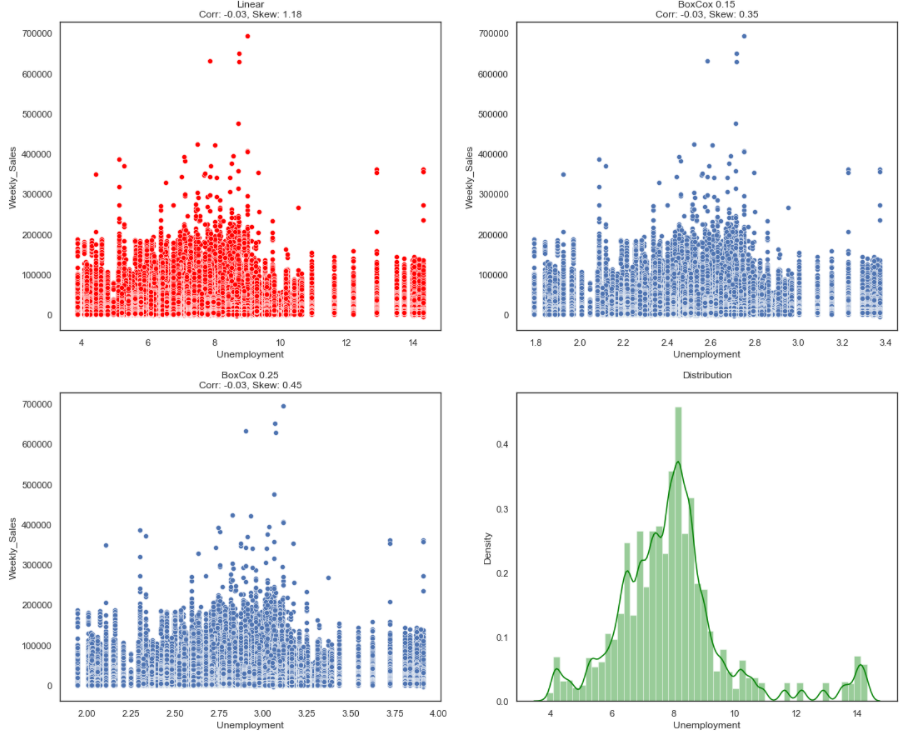 Linear
Corr: -0.03, Skew: 1.18
700000
600000
500000
400000
300000
200000
100000
0
Weekly_Sales
4 6 8 10 12 14
Unemployment
BoxCox 0.15
Corr: -0.03, Skew: 0.35
700000
600000
500000
400000
300000
200000
100000
0
Weekly_Sales
1.8 2.0 2.2 2.4 2.6 2.8 3.0 3.2 3.4
Unemployment
BoxCox 0.25
Corr: -0.03, Skew: 0.45
700000
600000
500000
400000
300000
200000
100000
0
Weekly_Sales
2.00 2.25 2.50 2.75 3.00 3.25 3.50 3.75 4.00
Unemployment
Distribution
0.4
0.3
0.2
0.1
0.0
Density
4 6 8 10 12 14
Unemployment